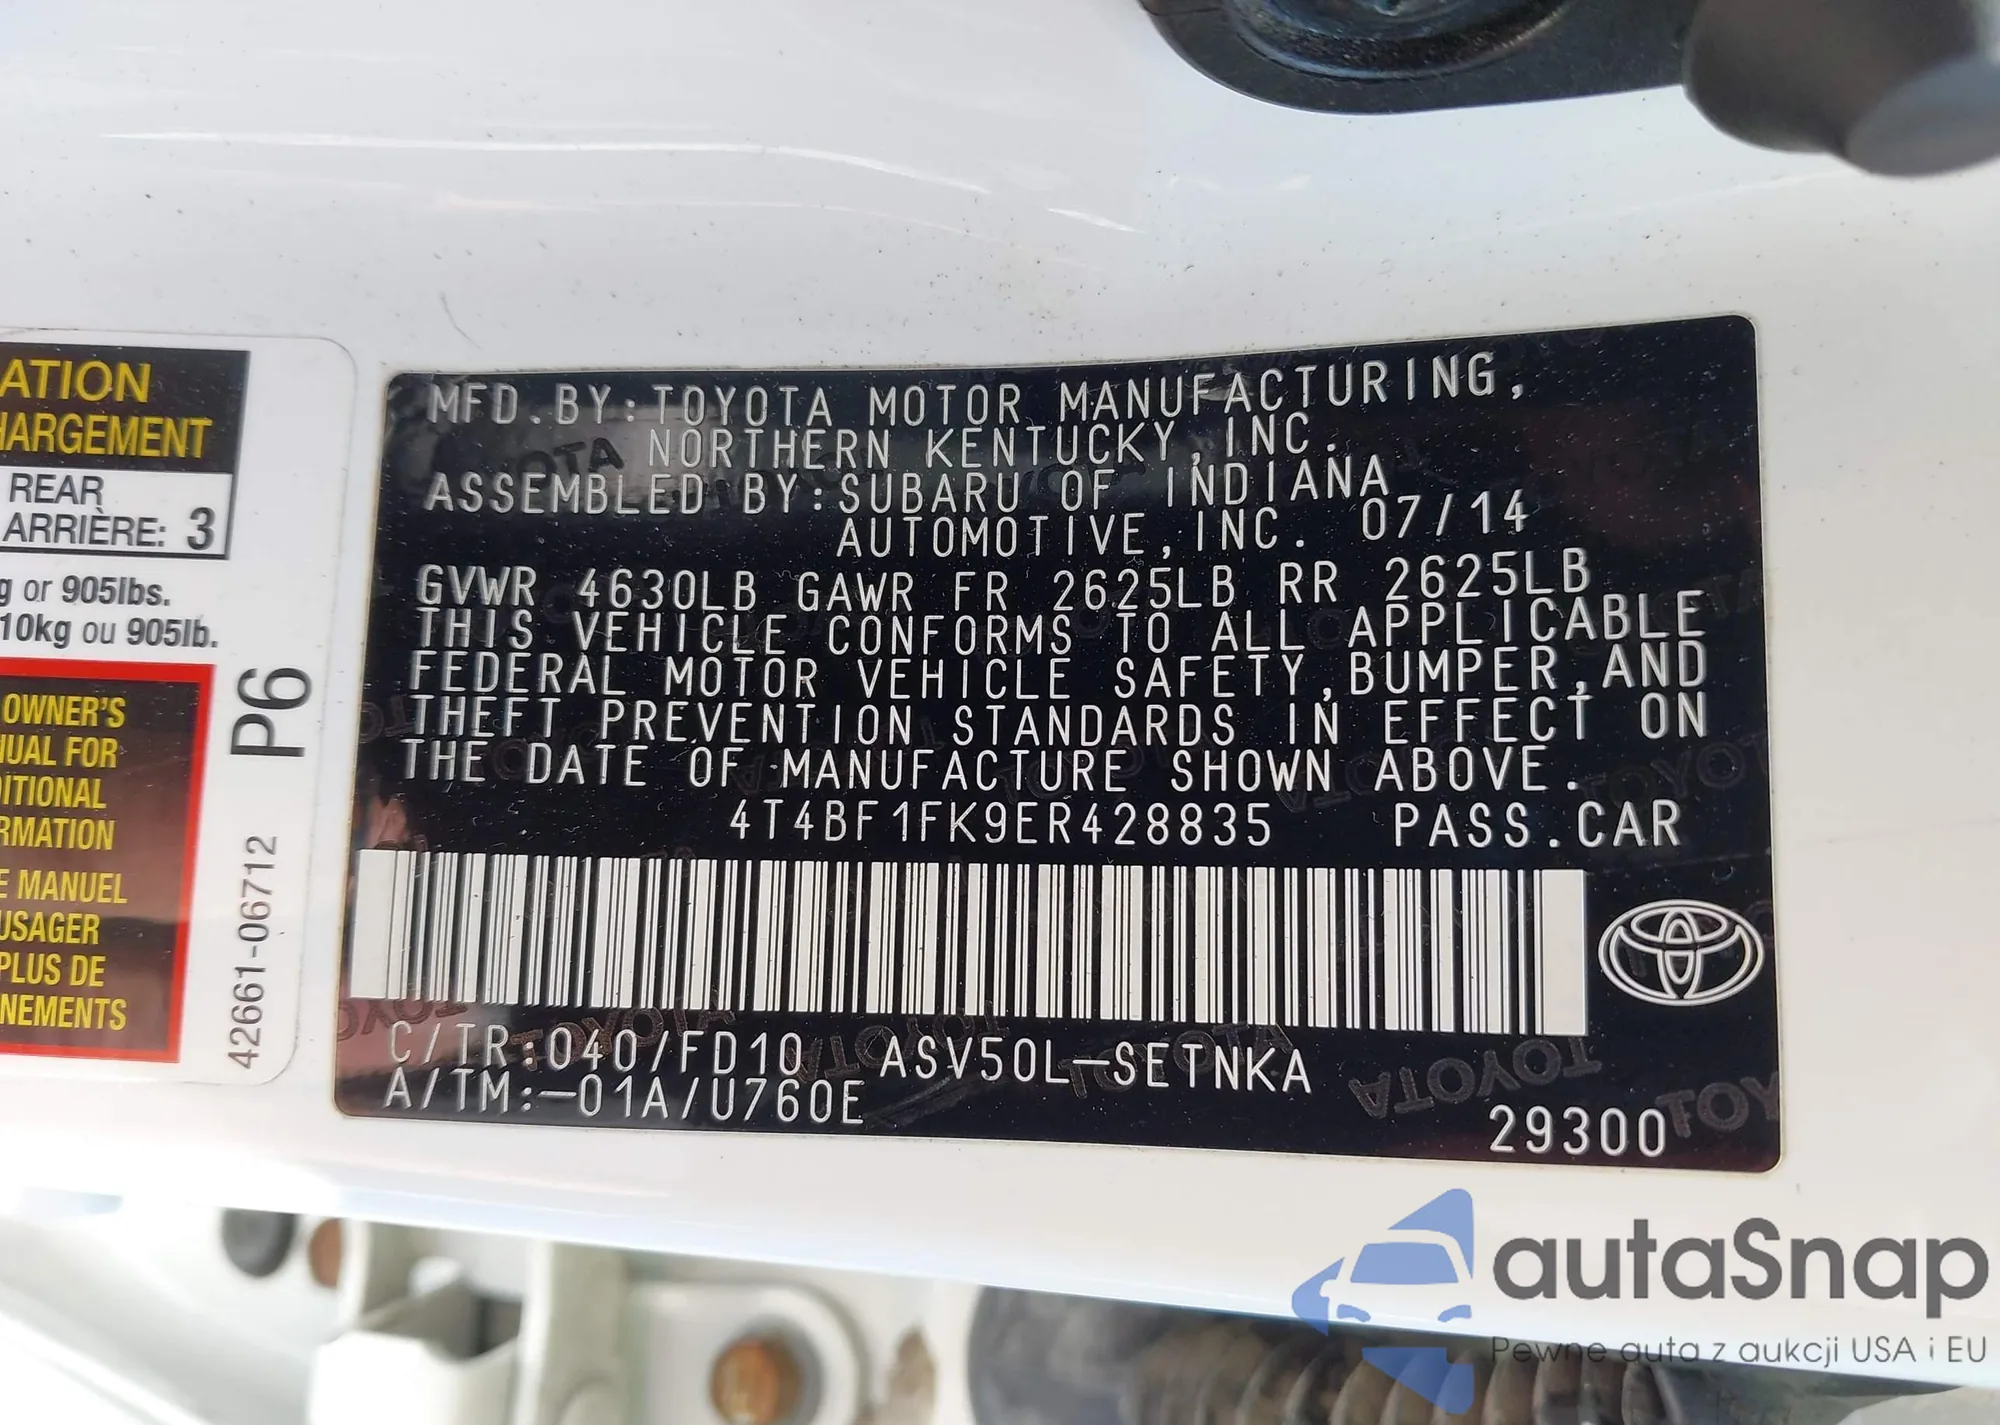 ATION
HARGEMENT
REAR
ARRIÈRE: 3
g or 905lbs.
10kg ou 905lb.
OWNER'S
NUAL FOR
DITIONAL
RMATION
E MANUEL
USAGER
PLUS DE
NEMENTS
P6
42661-06712
MFD.BY:TOYOTA MOTOR MANUFACTURING,
NORTHERN KENTUCKY,INC.
ASSEMBLED BY:SUBARU OF INDIANA
AUTOMOTIVE,INC. 07/14
GVWR 4630LB GAWR FR 2625LB RR 2625LB
THIS VEHICLE CONFORMS TO ALL APPLICABLE
FEDERAL MOTOR VEHICLE SAFETY,BUMPER,AND
THEFT PREVENTION STANDARDS IN EFFECT ON
THE DATE OF MANUFACTURE SHOWN ABOVE.
4T4BF1FK9ER428835 PASS.CAR
C/TR:040/FD10 ASV50L-SETNKA
A/TM:-01A/U760E
29300
autaSnap
Pewne auta z aukcji USA i EU